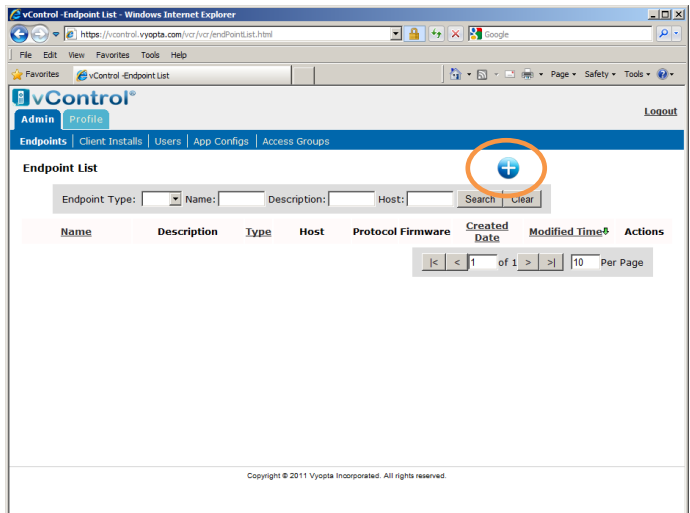 vControl -Endpoint List - Windows Internet Explorer
https://vcontrol.vyopta.com/vcr/vcr/endPointList.html
Google
File Edit View Favorites Tools Help
Favorites vControl -Endpoint List Page Safety Tools
vControl®
Admin Profile Logout
Endpoints Client Installs Users App Configs Access Groups
Endpoint List
Endpoint Type: Name: Description: Host: Search Clear
Name Description Type Host Protocol Firmware Created Date Modified Time Actions
|< < 1 of 1 > >| 10 Per Page
Copyright © 2011 Vyopta Incorporated. All rights reserved.